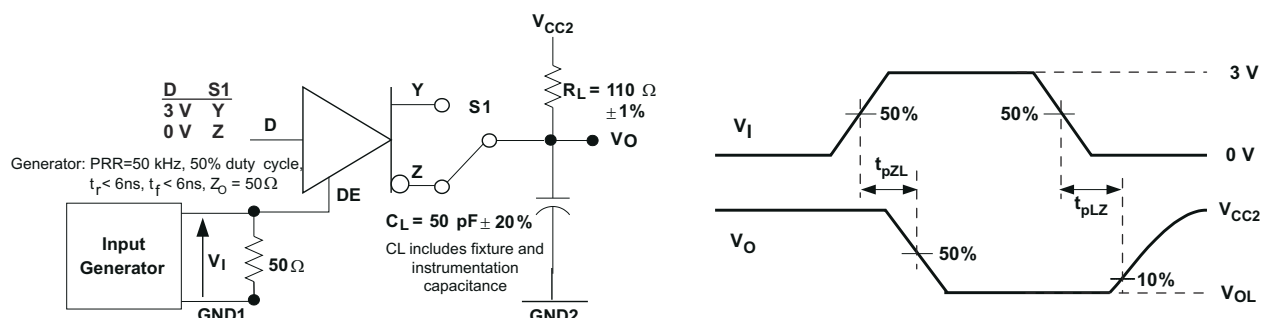 V_CC2
D S1
3 V Y
0 V Z
D
Y
Z
S1
R_L = 110 Ω
±1%
V_O
DE
Generator: PRR=50 kHz, 50% duty cycle,
t_r < 6ns, t_f < 6ns, Z_O = 50Ω
Input
Generator
V_I
50Ω
GND1
C_L = 50 pF ± 20%
CL includes fixture and
instrumentation
capacitance
GND2
3 V
V_I
50%
50%
0 V
t_pZL
t_pLZ
V_CC2
V_O
50%
10%
V_OL